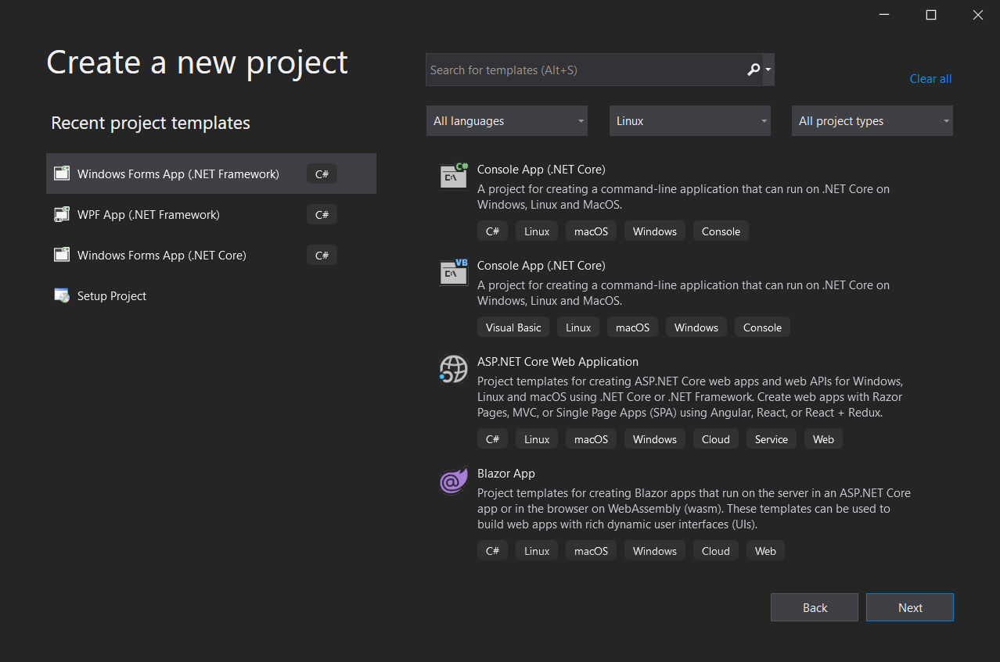 Create a new project
Recent project templates
Windows Forms App (.NET Framework) C#
WPF App (.NET Framework) C#
Windows Forms App (.NET Core) C#
Setup Project
Search for templates (Alt+S)
Clear all
All languages Linux All project types
C#
C:\
Console App (.NET Core)
A project for creating a command-line application that can run on .NET Core on
Windows, Linux and MacOS.
C# Linux macOS Windows Console
VB
C:\
Console App (.NET Core)
A project for creating a command-line application that can run on .NET Core on
Windows, Linux and MacOS.
Visual Basic Linux macOS Windows Console
ASP.NET Core Web Application
Project templates for creating ASP.NET Core web apps and web APIs for Windows,
Linux and macOS using .NET Core or .NET Framework. Create web apps with Razor
Pages, MVC, or Single Page Apps (SPA) using Angular, React, or React + Redux.
C# Linux macOS Windows Cloud Service Web
@
Blazor App
Project templates for creating Blazor apps that run on the server in an ASP.NET Core
app or in the browser on WebAssembly (wasm). These templates can be used to
build web apps with rich dynamic user interfaces (UIs).
C# Linux macOS Windows Cloud Web
Back Next